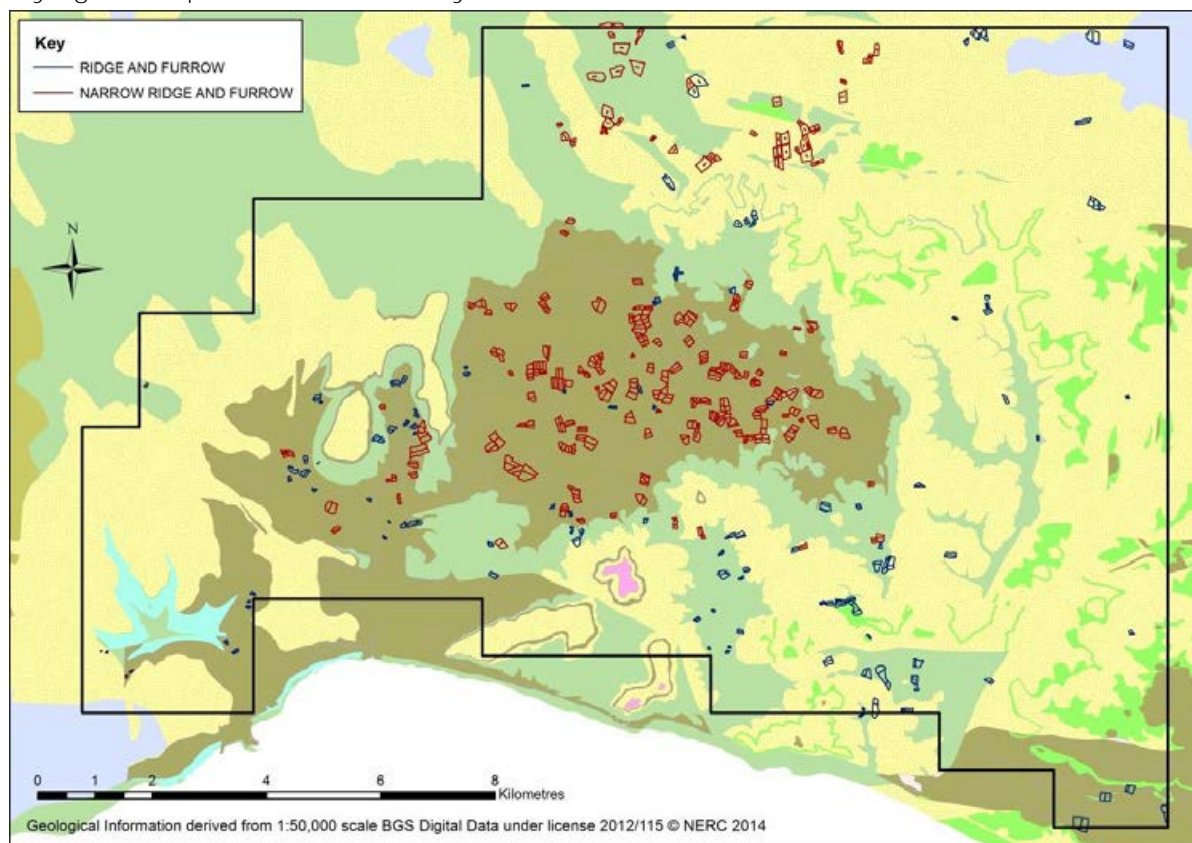 Key
RIDGE AND FURROW
NARROW RIDGE AND FURROW
N
0 1 2 4 6 8
Kilometres
Geological Information derived from 1:50,000 scale BGS Digital Data under license 2012/115 © NERC 2014